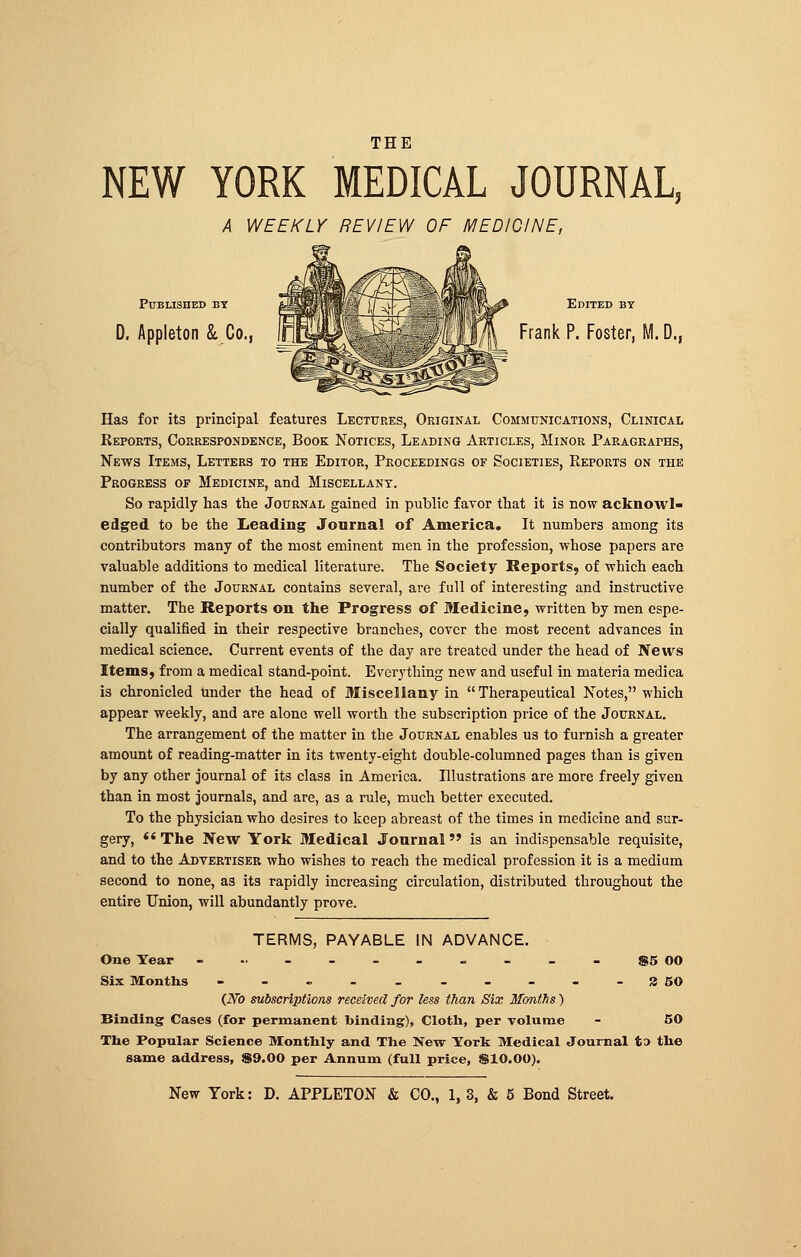 THE
NEW YORK MEDICAL JOURNAL,
A WEEKLY REVIEW OF MEDICINE,
PUBLISHED BY
D. Appleton & Co.,
EDITED BY
Frank P. Foster, M. D.,
E PUR SI MUOVE
Has for its principal features LECTURES, ORIGINAL COMMUNICATIONS, CLINICAL
REPORTS, CORRESPONDENCE, BOOK NOTICES, LEADING ARTICLES, MINOR PARAGRAPHS,
NEWS ITEMS, LETTERS TO THE EDITOR, PROCEEDINGS OF SOCIETIES, REPORTS ON THE
PROGRESS OF MEDICINE, and MISCELLANY.
So rapidly has the JOURNAL gained in public favor that it is now acknowl-
edged to be the Leading Journal of America. It numbers among its
contributors many of the most eminent men in the profession, whose papers are
valuable additions to medical literature. The Society Reports, of which each
number of the JOURNAL contains several, are full of interesting and instructive
matter. The Reports on the Progress of Medicine, written by men espe-
cially qualified in their respective branches, cover the most recent advances in
medical science. Current events of the day are treated under the head of News
Items, from a medical stand-point. Everything new and useful in materia medica
is chronicled under the head of Miscellany in “Therapeutical Notes,” which
appear weekly, and are alone well worth the subscription price of the JOURNAL.
The arrangement of the matter in the JOURNAL enables us to furnish a greater
amount of reading-matter in its twenty-eight double-columned pages than is given
by any other journal of its class in America. Illustrations are more freely given
than in most journals, and are, as a rule, much better executed.
To the physician who desires to keep abreast of the times in medicine and sur-
gery, “The New York Medical Journal” is an indispensable requisite,
and to the ADVERTISER who wishes to reach the medical profession it is a medium
second to none, as its rapidly increasing circulation, distributed throughout the
entire Union, will abundantly prove.
TERMS, PAYABLE IN ADVANCE.
One Year - - - - - - - - - - $5 00
Six Months - - - - - - - - - - 2 50
(No subscriptions received for less than Six Months)
Binding Cases (for permanent binding), Cloth, per volume - 50
The Popular Science Monthly and The New York Medical Journal to the
same address, $9.00 per Annum (full price, $10.00).
New York: D. APPLETON & CO., 1, 3, & 5 Bond Street.